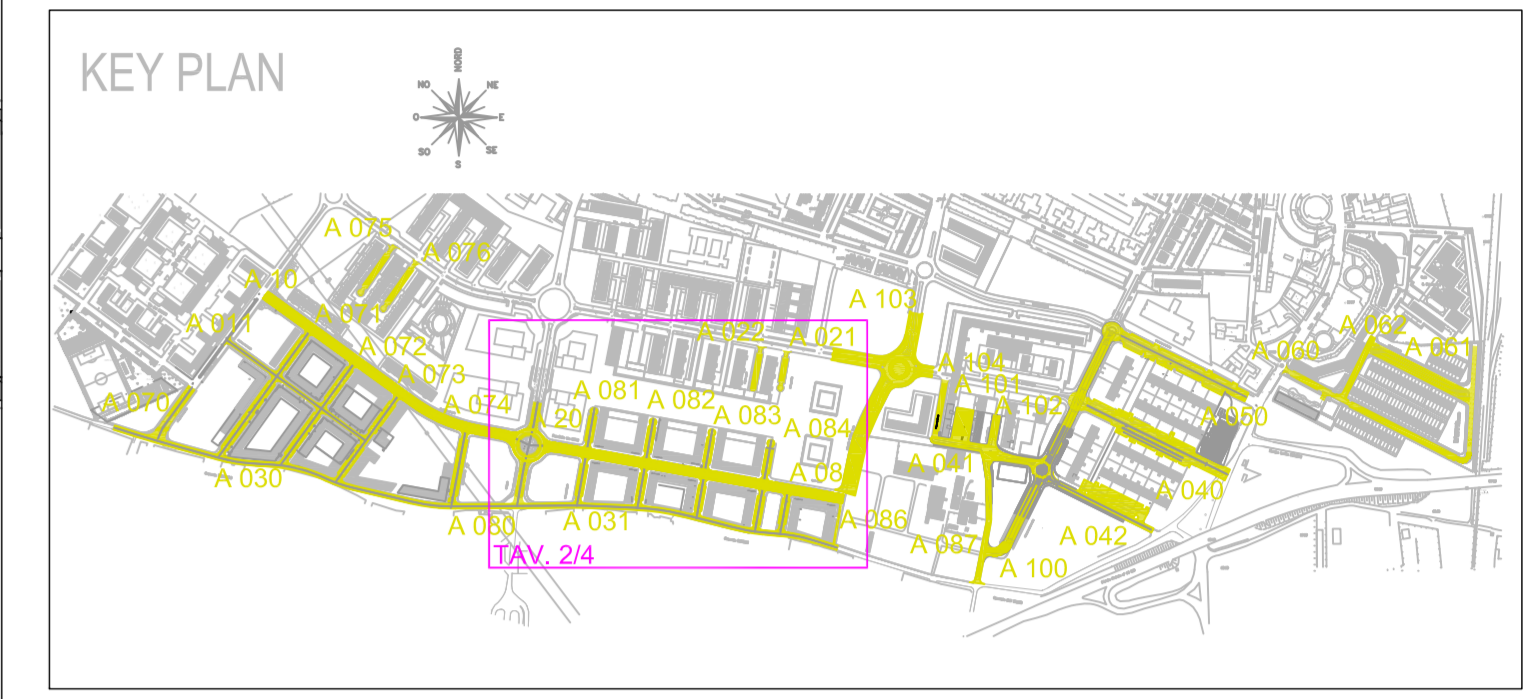 KEY PLAN
NORD
NO
NE
O
E
SO
SE
S
A 075
A 076
A 10
A 011
A 071
A 072
A 073
A 074
A 070
A 030
A 080
A 031
20
A 081
A 082
A 083
A 084
A 022
A 021
A 08
A 086
TAV. 2/4
A 103
A 104
A 101
A 102
A 041
A 087
A 100
A 042
A 040
A 050
A 060
A 062
A 061